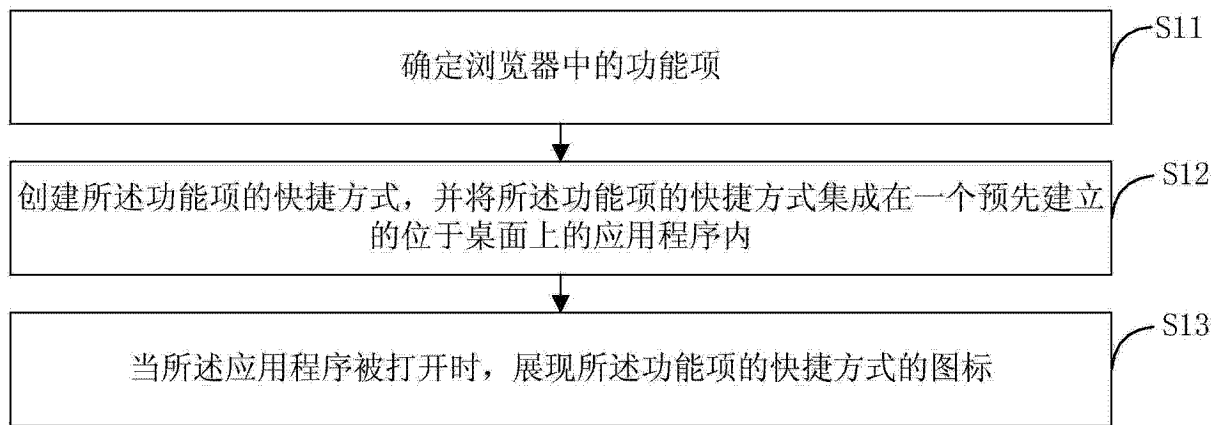 确定浏览器中的功能项
S11
创建所述功能项的快捷方式，并将所述功能项的快捷方式集成在一个预先建立
的位于桌面上的应用程序内
S12
当所述应用程序被打开时，展现所述功能项的快捷方式的图标
S13